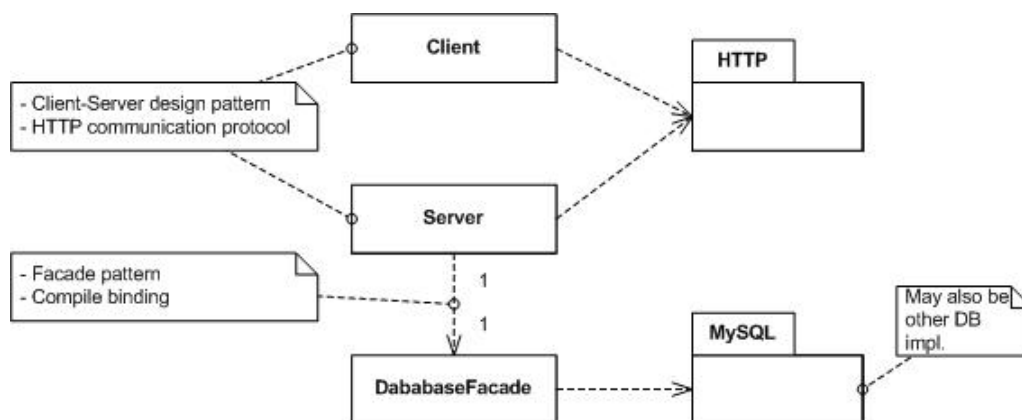 Client
HTTP
- Client-Server design pattern
- HTTP communication protocol
Server
- Facade pattern
- Compile binding
1
1
May also be
other DB
impl.
MySQL
DababaseFacade